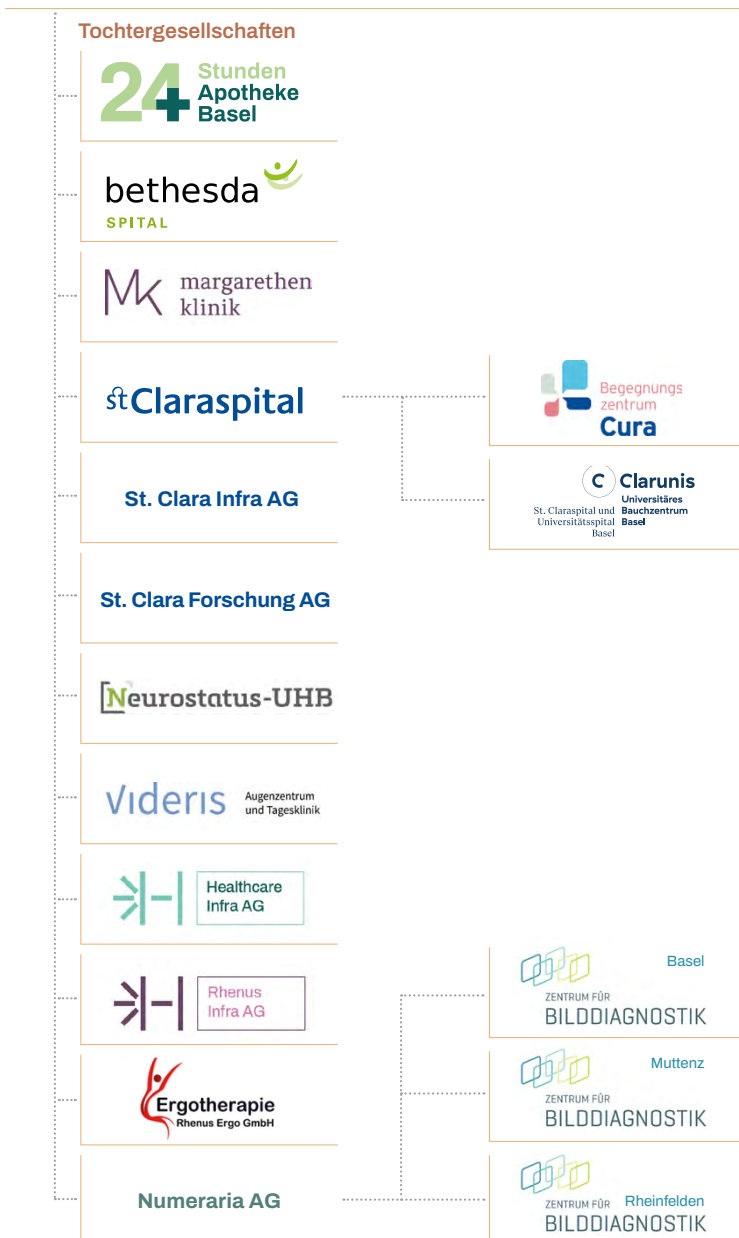 Tochtergesellschaften
24 Stunden
Apotheke
Basel
bethesda
SPITAL
MK margarethen
klinik
stClaraspital
Begegnungs
zentrum
Cura
C Clarunis
Universitäres
St. Claraspital und Bauchzentrum
Universitätsspital Basel
Basel
St. Clara Infra AG
St. Clara Forschung AG
Neurostatus-UHB
Videris Augenzentrum
und Tagesklinik
Healthcare
Infra AG
Rhenus
Infra AG
Ergotherapie
Rhenus Ergo GmbH
Numeraria AG
Basel
ZENTRUM FÜR
BILDDIAGNOSTIK
Muttenz
ZENTRUM FÜR
BILDDIAGNOSTIK
ZENTRUM FÜR Rheinfelden
BILDDIAGNOSTIK